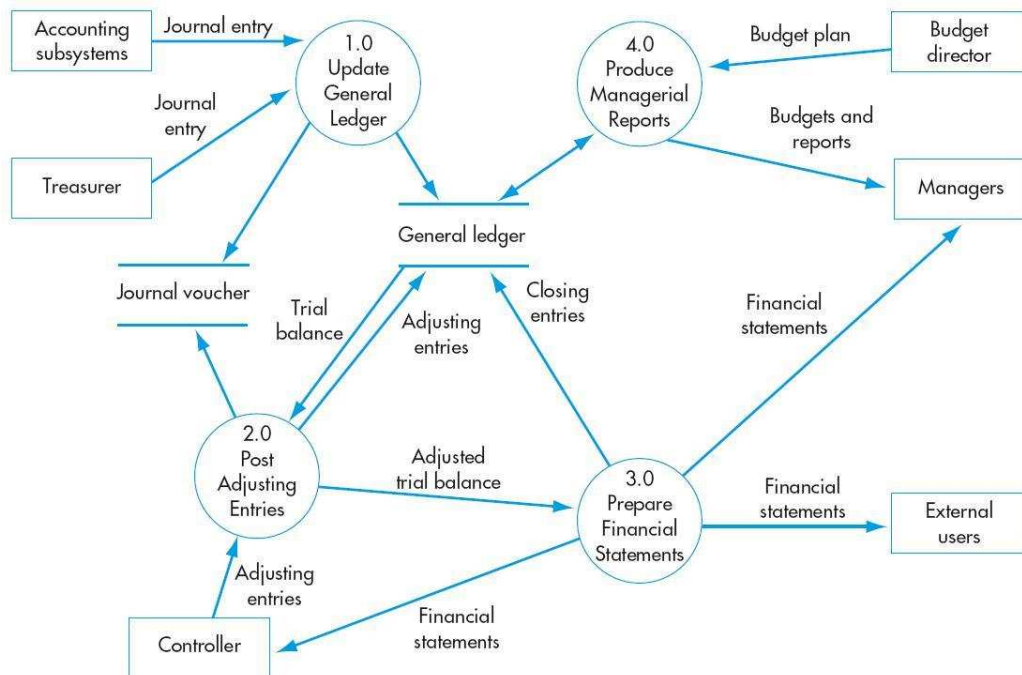 Accounting
subsystems
Journal entry
1.0
Update
General
Ledger
4.0
Produce
Managerial
Reports
Budget plan
Budget
director
Journal
entry
Budgets and
reports
Treasurer
Managers
General ledger
Journal voucher
Trial
balance
Adjusting
entries
Closing
entries
Financial
statements
2.0
Post
Adjusting
Entries
Adjusted
trial balance
3.0
Prepare
Financial
Statements
Financial
statements
External
users
Adjusting
entries
Controller
Financial
statements